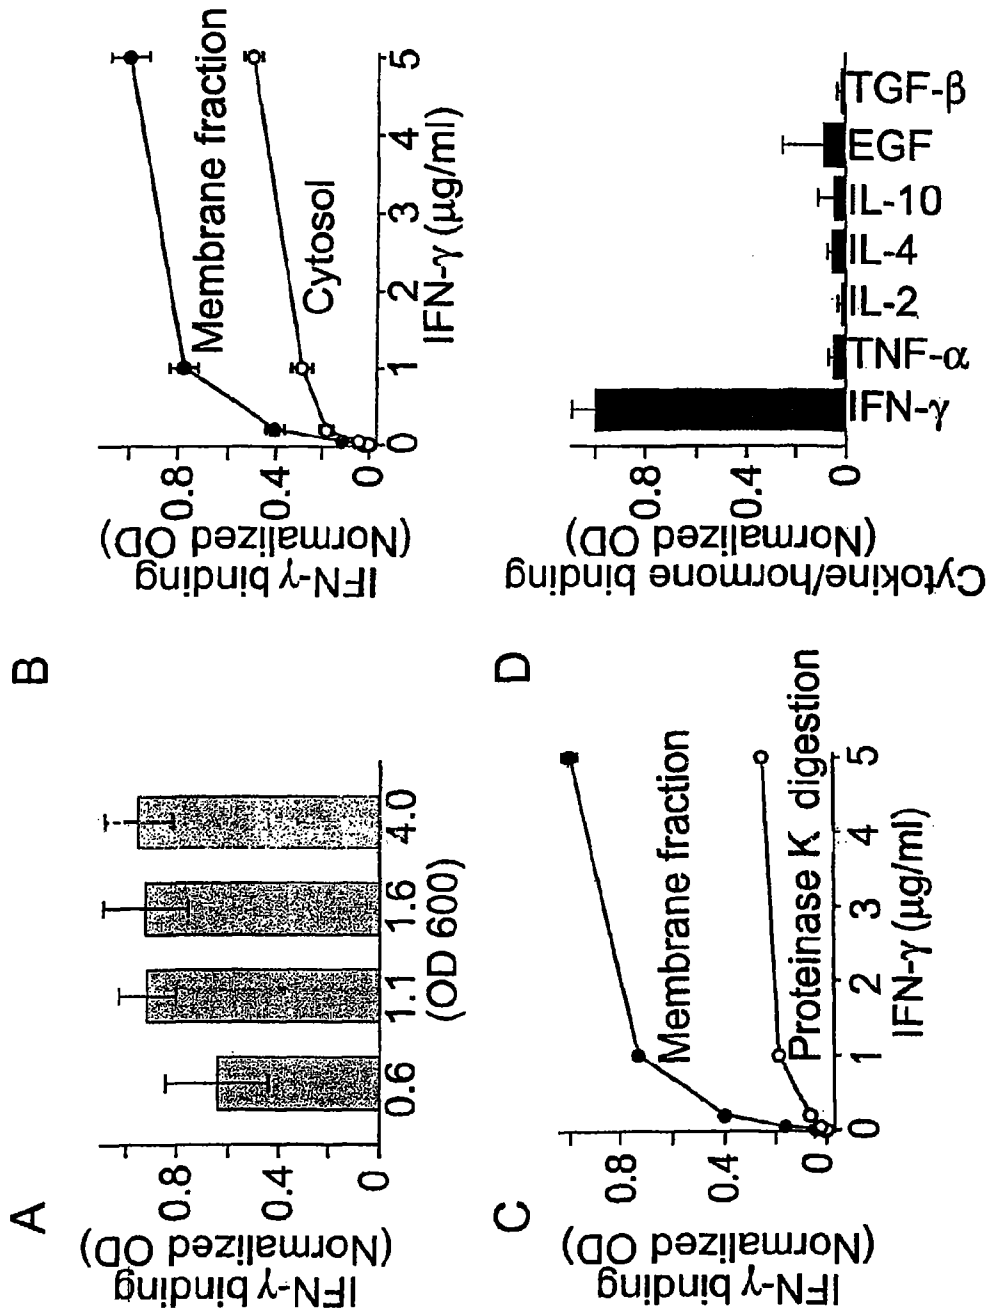 A
IFN-γ binding
(Normalized OD)
0.8
0.4
0
0.6
1.1
1.6
4.0
(OD 600)
B
IFN-γ binding
(Normalized OD)
0.8
0.4
0
Membrane fraction
Cytosol
0
1
2
3
4
5
IFN-γ (μg/ml)
C
IFN-γ binding
(Normalized OD)
0.8
0.4
0
Membrane fraction
Proteinase K digestion
0
1
2
3
4
5
IFN-γ (μg/ml)
D
Cytokine/hormone binding
(Normalized OD)
0.8
0.4
0
IFN-γ
TNF-α
IL-2
IL-4
IL-10
EGF
TGF-β